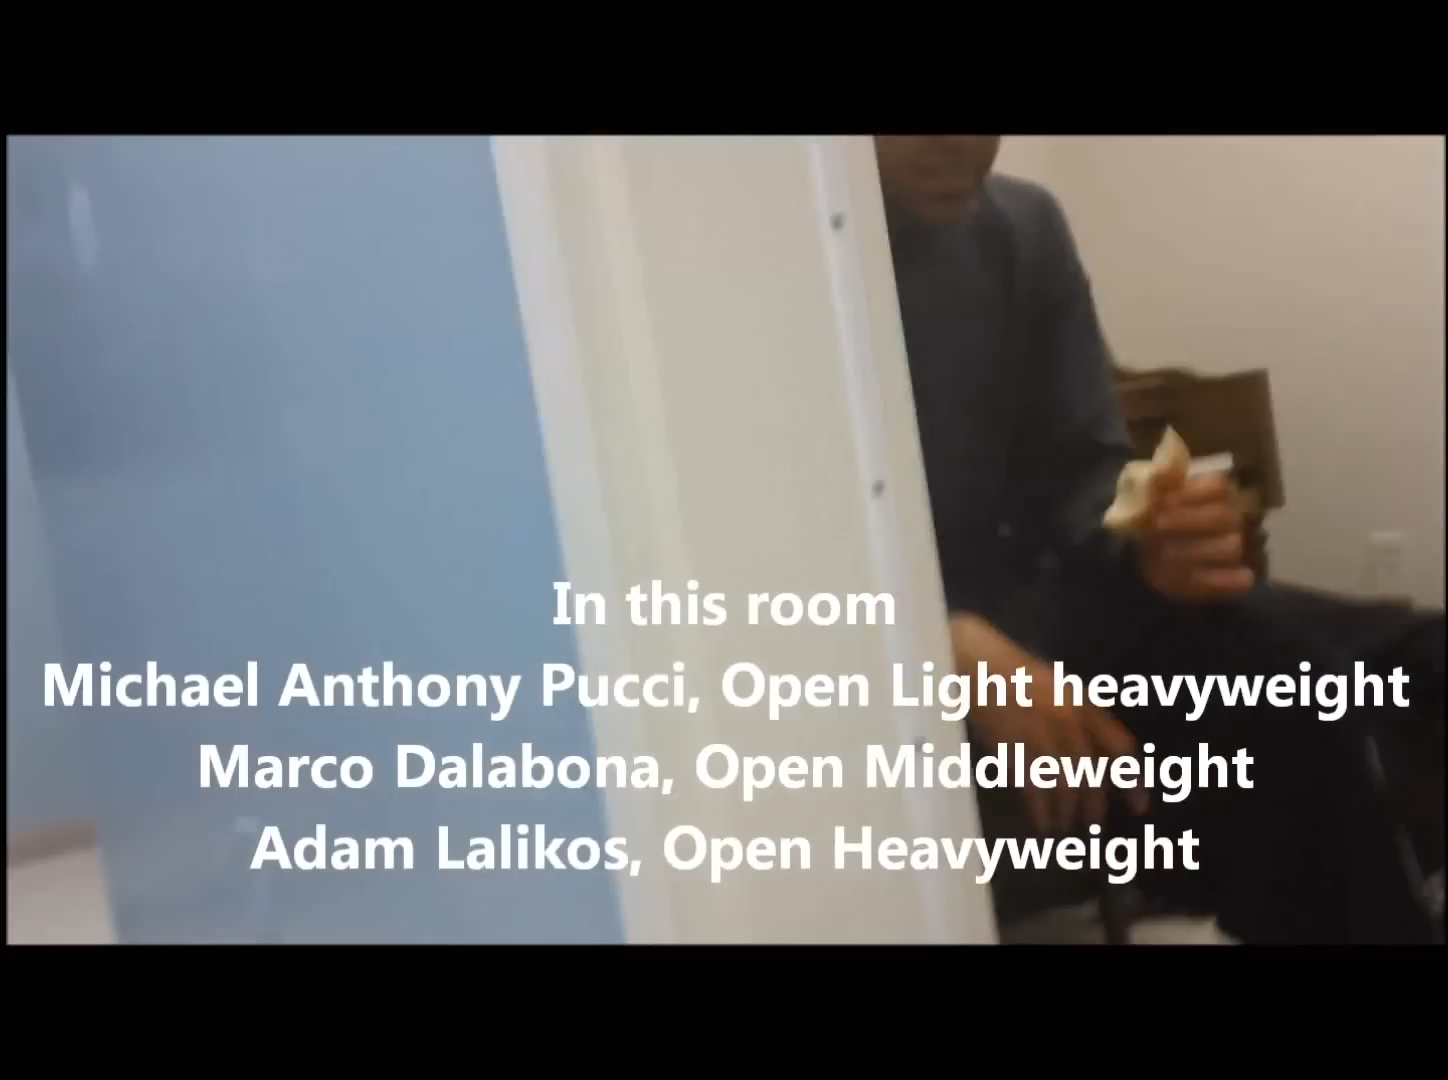 In this room
Michael Anthony Pucci, Open Light heavyweight
Marco Dalabona, Open Middleweight
Adam Lalikos, Open Heavyweight